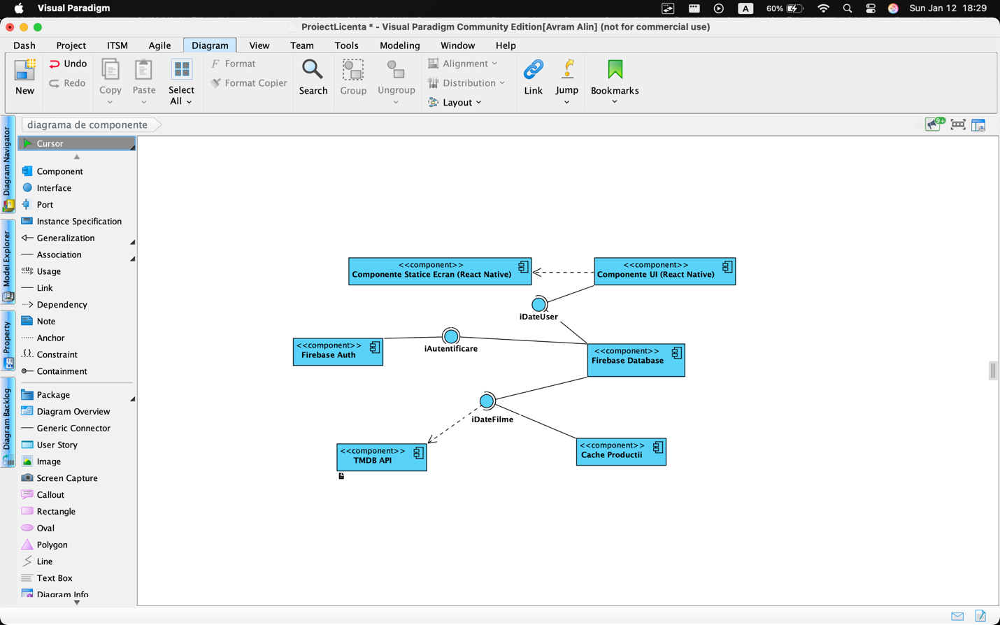 Visual Paradigm
A
60%
Sun Jan 12 18:29
ProiectLicenta * - Visual Paradigm Community Edition[Avram Alin] (not for commercial use)
Dash Project ITSM Agile Diagram View Team Tools Modeling Window Help
New
Undo
Redo
Copy
Paste
Select
All
Format
Format Copier
Search
Group
Ungroup
Alignment
Distribution
Layout
Link
Jump
Bookmarks
diagrama de componente
9+
Diagram Navigator
Model Explorer
Property
Diagram Backlog
Cursor
Component
Interface
Port
Instance Specification
Generalization
Association
«U» Usage
Link
Dependency
Note
Anchor
Constraint
Containment
Package
Diagram Overview
Generic Connector
User Story
Image
Screen Capture
Callout
Rectangle
Oval
Polygon
Line
Text Box
Diagram Info
<<component>>
Componente Statice Ecran (React Native)
<<component>>
Componente UI (React Native)
iDateUser
<<component>>
Firebase Auth
iAutentificare
<<component>>
Firebase Database
iDateFilme
<<component>>
TMDB API
<<component>>
Cache Productii